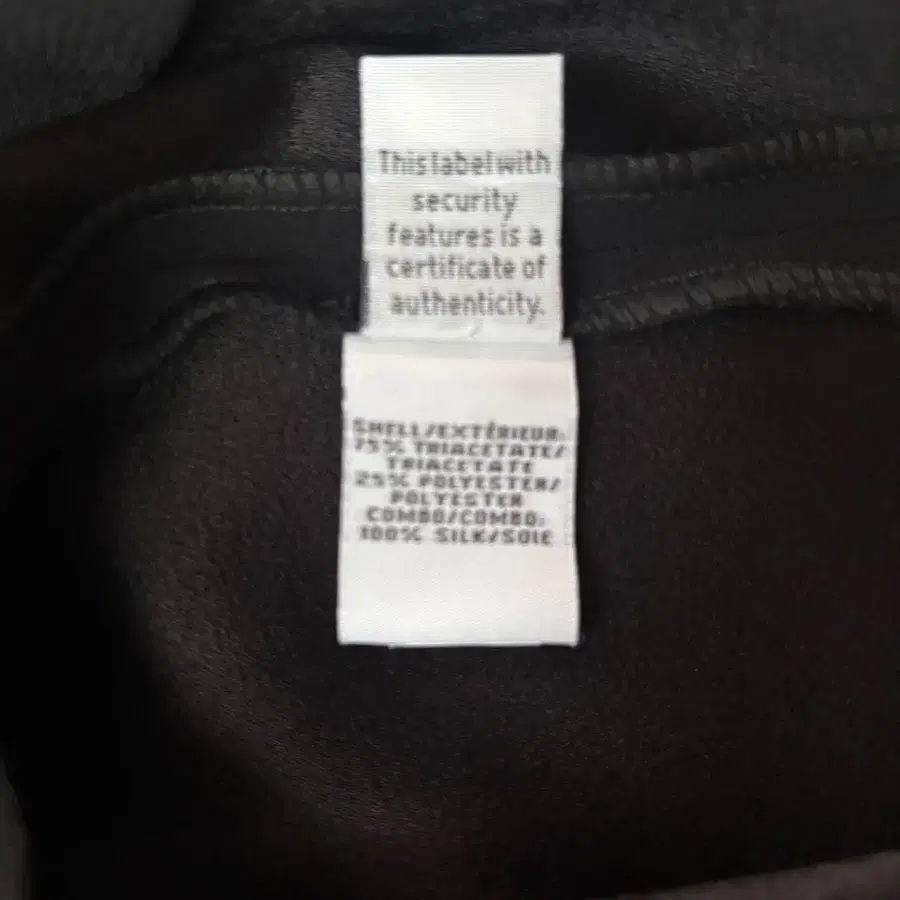 This label with
security
features is a
certificate of
authenticity.
SHELL/EXTÉRIEUR:
75% TRIACETATE/
TRIACETATE
25% POLYESTER/
POLYESTER
COMBO/COMBO:
100% SILK/SOIE